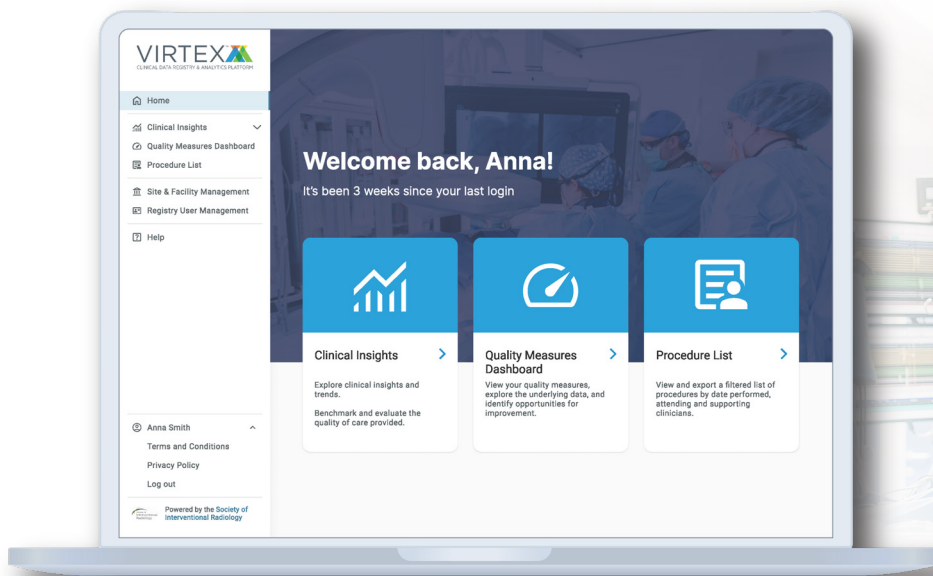 VIRTEX
CLINICAL DATA REGISTRY & ANALYTICS PLATFORM
Home
Clinical Insights
Quality Measures Dashboard
Procedure List
Site & Facility Management
Registry User Management
Help
Anna Smith
Terms and Conditions
Privacy Policy
Log out
Society of
Interventional
Radiology
Powered by the Society of
Interventional Radiology
Welcome back, Anna!
It's been 3 weeks since your last login
Clinical Insights
Explore clinical insights and
trends.
Benchmark and evaluate the
quality of care provided.
Quality Measures
Dashboard
View your quality measures,
explore the underlying data, and
identify opportunities for
improvement.
Procedure List
View and export a filtered list of
procedures by date performed,
attending and supporting
clinicians.